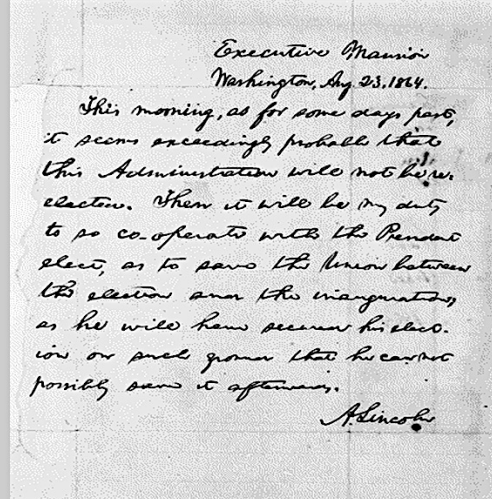 Executive Mansion
Washington, Aug. 23, 1864.
This morning, as for some days past,
it seems exceedingly probable that
this Administration will not be re-
elected. Then it will be my duty
to so co-operate with the President
elect, as to save the Union between
the election and the inauguration,
as he will have secured his elect-
ion on such ground that he can not
possibly save it afterwards.
A. Lincoln